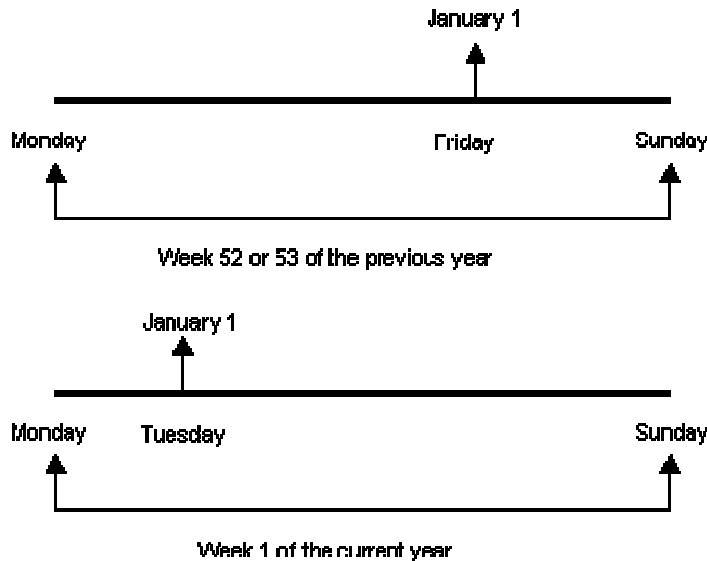 January 1
Monday Friday Sunday
Week 52 or 53 of the previous year
January 1
Monday Tuesday Sunday
Week 1 of the current year